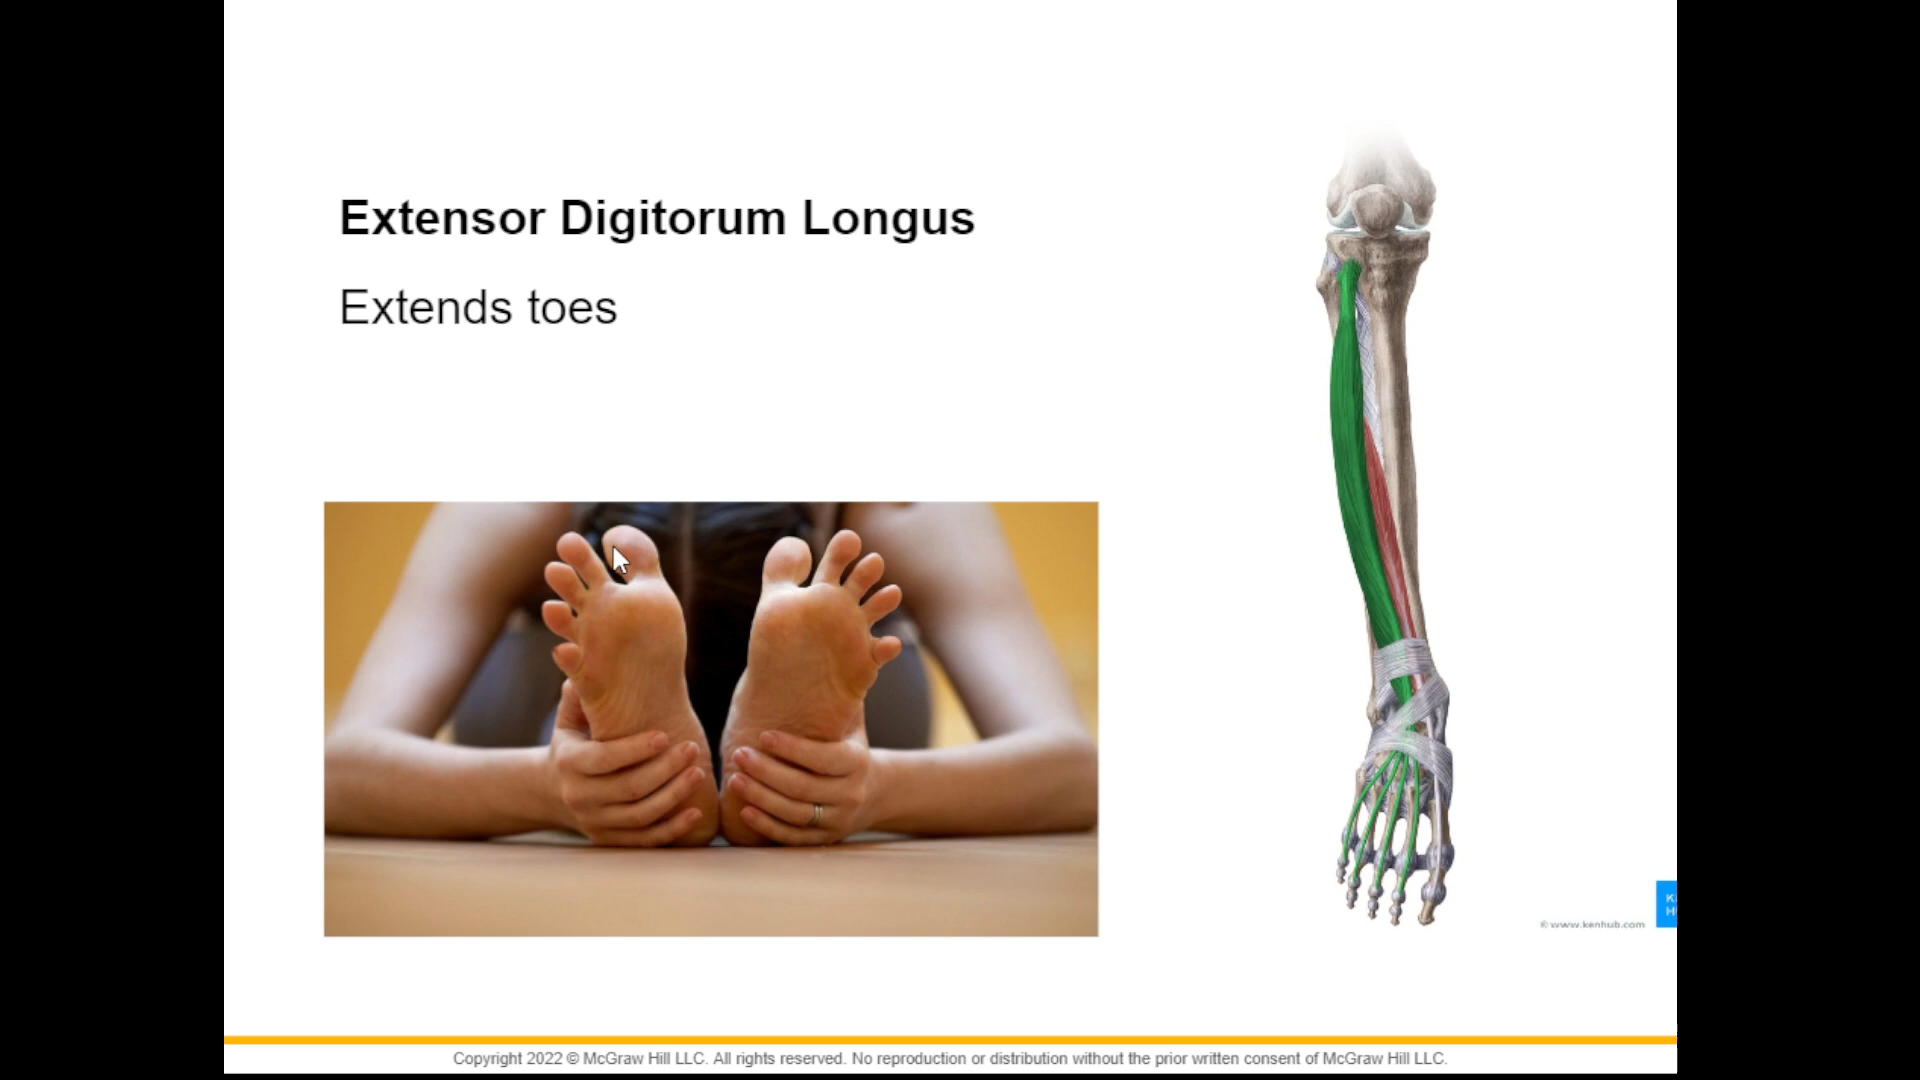 Extensor Digitorum Longus
Extends toes
© www.kenhub.com
Copyright 2022 © McGraw Hill LLC. All rights reserved. No reproduction or distribution without the prior written consent of McGraw Hill LLC.